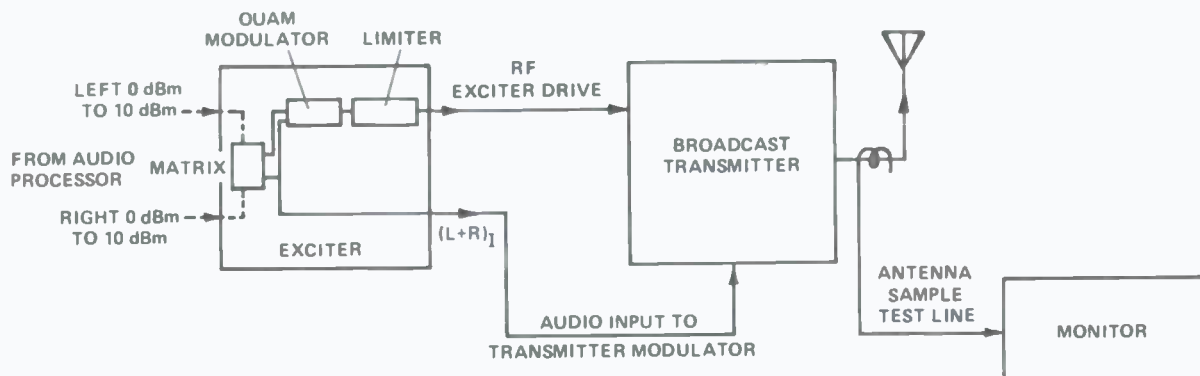 QUAM
MODULATOR
LIMITER
LEFT 0 dBm
TO 10 dBm
FROM AUDIO
PROCESSOR
MATRIX
RIGHT 0 dBm
TO 10 dBm
EXCITER
RF
EXCITER DRIVE
(L+R)I
BROADCAST
TRANSMITTER
AUDIO INPUT TO
TRANSMITTER MODULATOR
ANTENNA
SAMPLE
TEST LINE
MONITOR